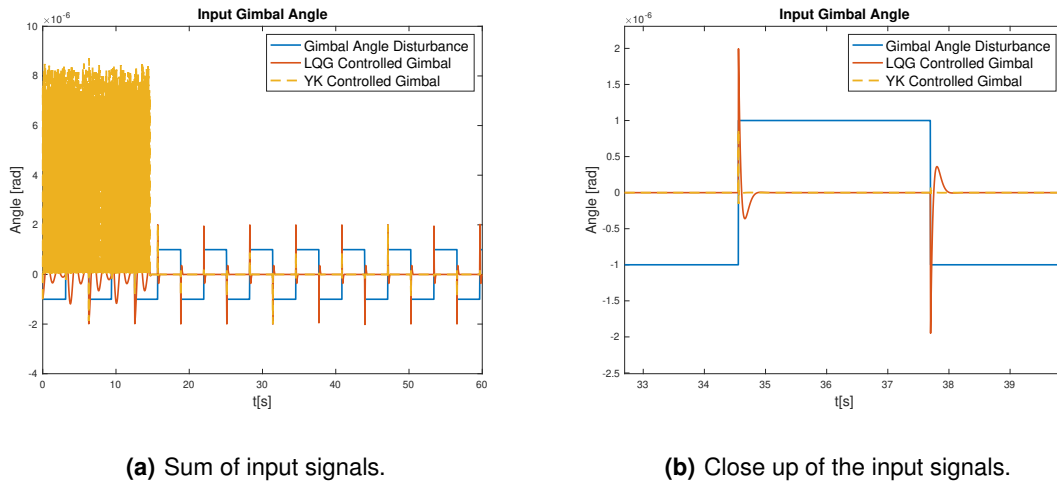 Input Gimbal Angle
×10⁻⁶
10
8
6
4
2
0
-2
-4
Angle [rad]
0 10 20 30 40 50 60
t[s]
Gimbal Angle Disturbance
LQG Controlled Gimbal
YK Controlled Gimbal
(a) Sum of input signals.
Input Gimbal Angle
×10⁻⁶
2
1.5
1
0.5
0
-0.5
-1
-1.5
-2
-2.5
Angle [rad]
33 34 35 36 37 38 39
t[s]
Gimbal Angle Disturbance
LQG Controlled Gimbal
YK Controlled Gimbal
(b) Close up of the input signals.